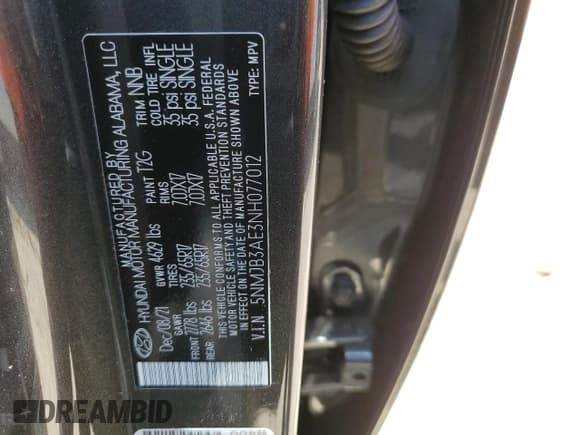 MANUFACTURED BY
HYUNDAI MOTOR MANUFACTURING ALABAMA, LLC
Dec/08/21 GVWR 4629 lbs PAINT T2G TRIM NNB
GAWR TIRES RIMS COLD TIRE INFL
FRONT 2778 lbs 235/65R17 7.0JX17 35 psi SINGLE
REAR 2646 lbs 235/65R17 7.0JX17 35 psi SINGLE
THIS VEHICLE CONFORMS TO ALL APPLICABLE U.S.A. FEDERAL
MOTOR VEHICLE SAFETY AND THEFT PREVENTION STANDARDS
IN EFFECT ON THE DATE OF MANUFACTURE SHOWN ABOVE
V.I.N. 5NMJB3AE3NH077012 TYPE: MPV
DREAMBID